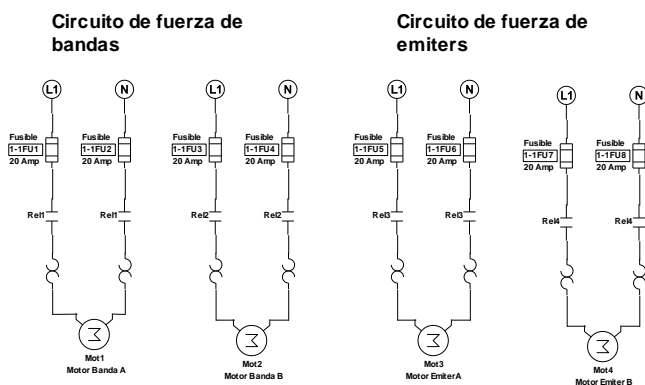 Circuito de fuerza de
bandas
Circuito de fuerza de
emiters
L1
N
L1
N
L1
N
L1
N
Fusible
1-1FU1
20 Amp
Fusible
1-1FU2
20 Amp
Fusible
1-1FU3
20 Amp
Fusible
1-1FU4
20 Amp
Fusible
1-1FU5
20 Amp
Fusible
1-1FU6
20 Amp
Fusible
1-1FU7
20 Amp
Fusible
1-1FU8
20 Amp
Rel1
Rel1
Rel2
Rel2
Rel3
Rel3
Rel4
Rel4
Mot1
Motor Banda A
Mot2
Motor Banda B
Mot3
Motor Emiter A
Mot4
Motor Emiter B